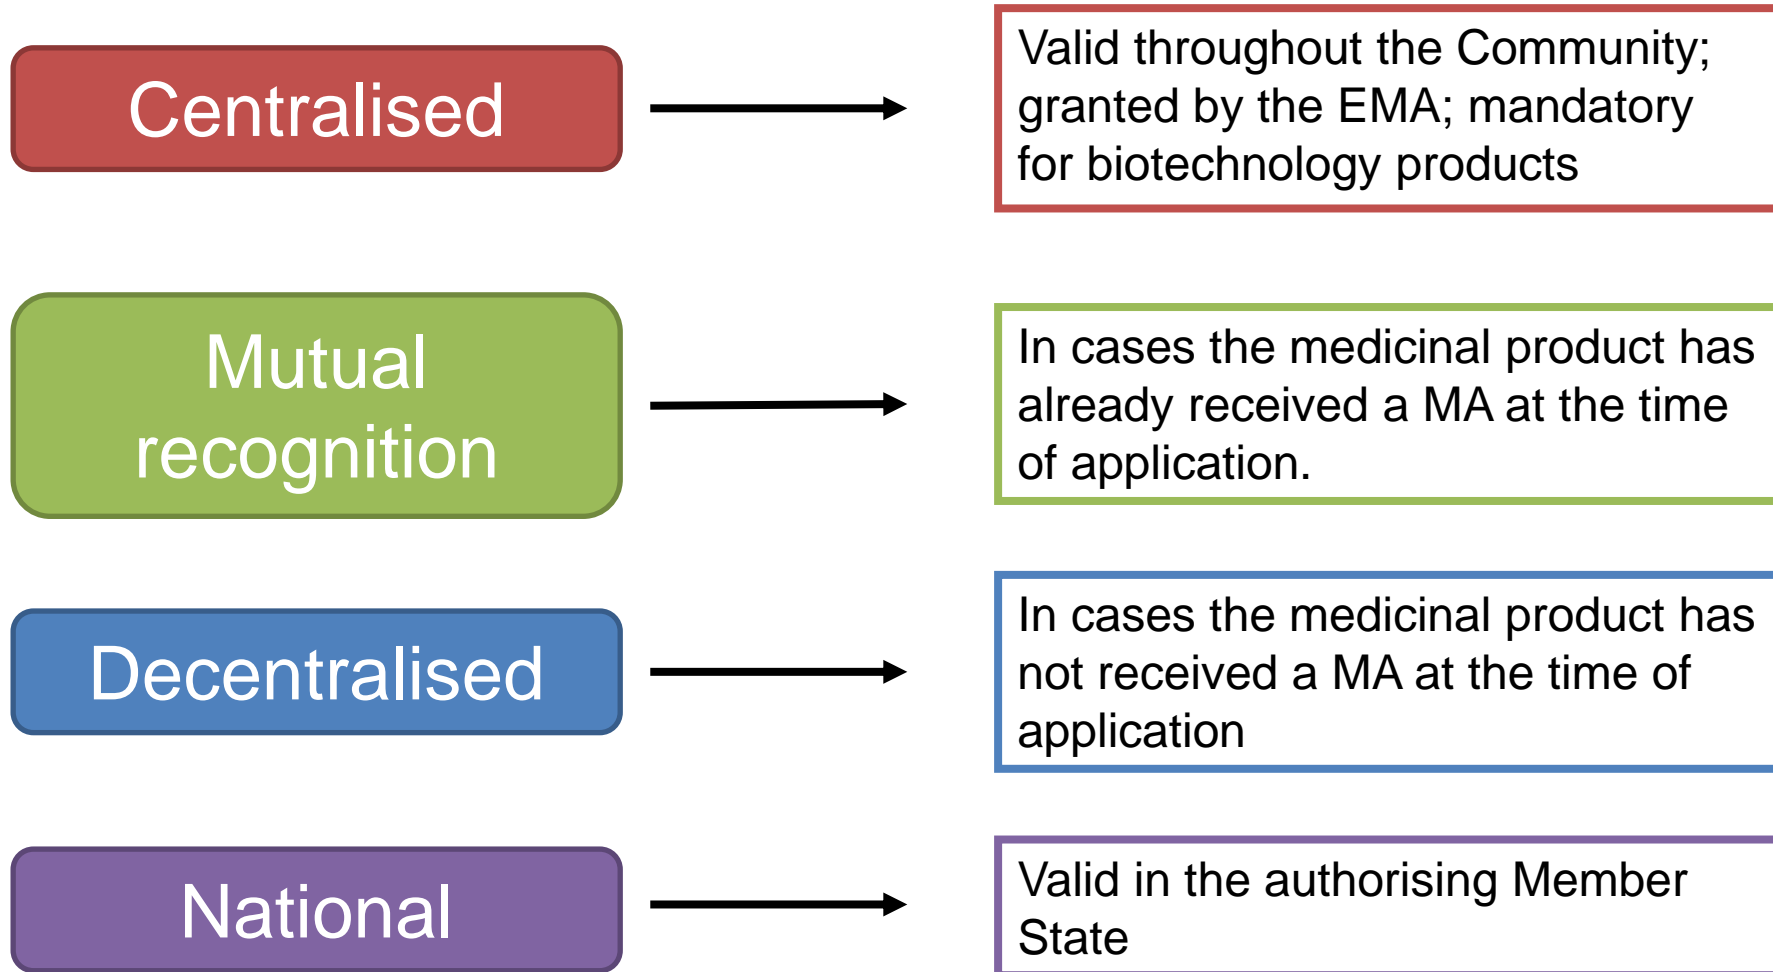 Centralised
Valid throughout the Community;
granted by the EMA; mandatory
for biotechnology products
Mutual
recognition
In cases the medicinal product has
already received a MA at the time
of application.
Decentralised
In cases the medicinal product has
not received a MA at the time of
application
National
Valid in the authorising Member
State